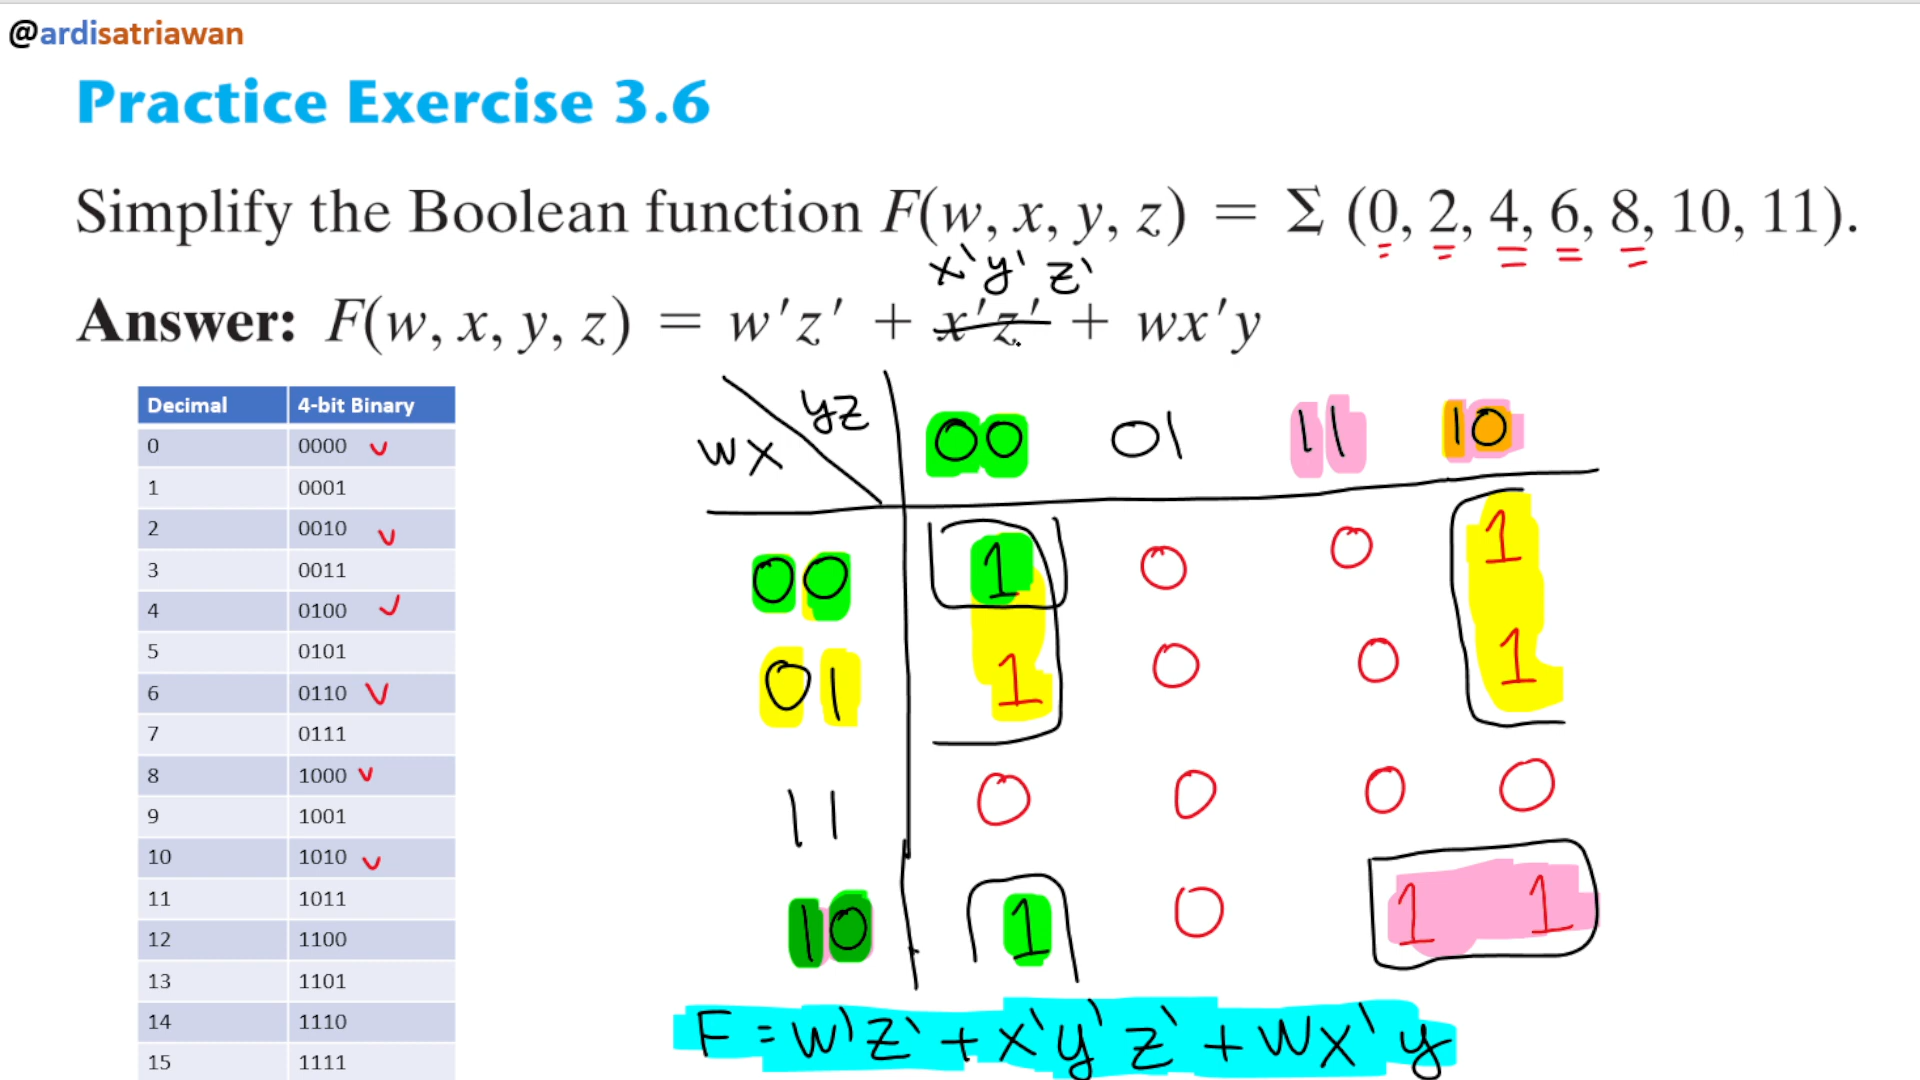 @ardisatriawan
Practice Exercise 3.6
Simplify the Boolean function F(w, x, y, z) = Σ (0, 2, 4, 6, 8, 10, 11).
x'y'z'
Answer: F(w, x, y, z) = w'z' + x'z' + wx'y
Decimal 4-bit Binary
0 0000
1 0001
2 0010
3 0011
4 0100
5 0101
6 0110
7 0111
8 1000
9 1001
10 1010
11 1011
12 1100
13 1101
14 1110
15 1111
yz
wx
00 01 11 10
00 1 0 0 1
01 1 0 0 1
11 0 0 0 0
10 1 0 1 1
F = w'z' + x'y'z' + wx'y